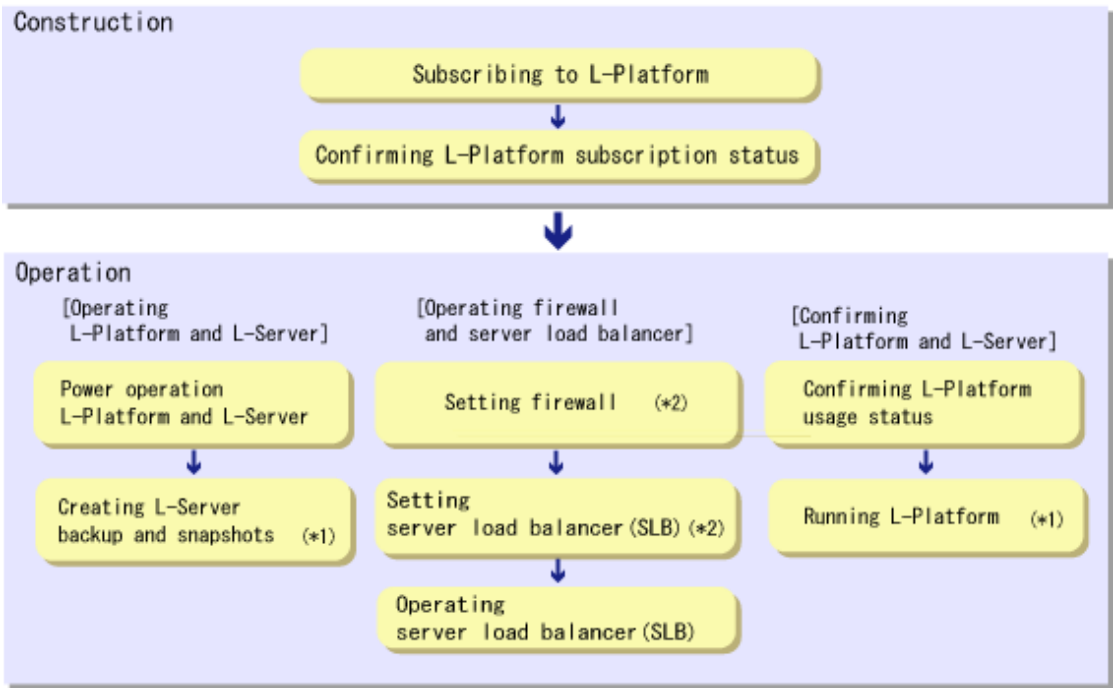 Construction
Subscribing to L-Platform
Confirming L-Platform subscription status
Operation
[Operating
L-Platform and L-Server]
Power operation
L-Platform and L-Server
Creating L-Server
backup and snapshots (*1)
[Operating firewall
and server load balancer]
Setting firewall (*2)
Setting
server load balancer(SLB)(*2)
Operating
server load balancer(SLB)
[Confirming
L-Platform and L-Server]
Confirming L-Platform
usage status
Running L-Platform (*1)